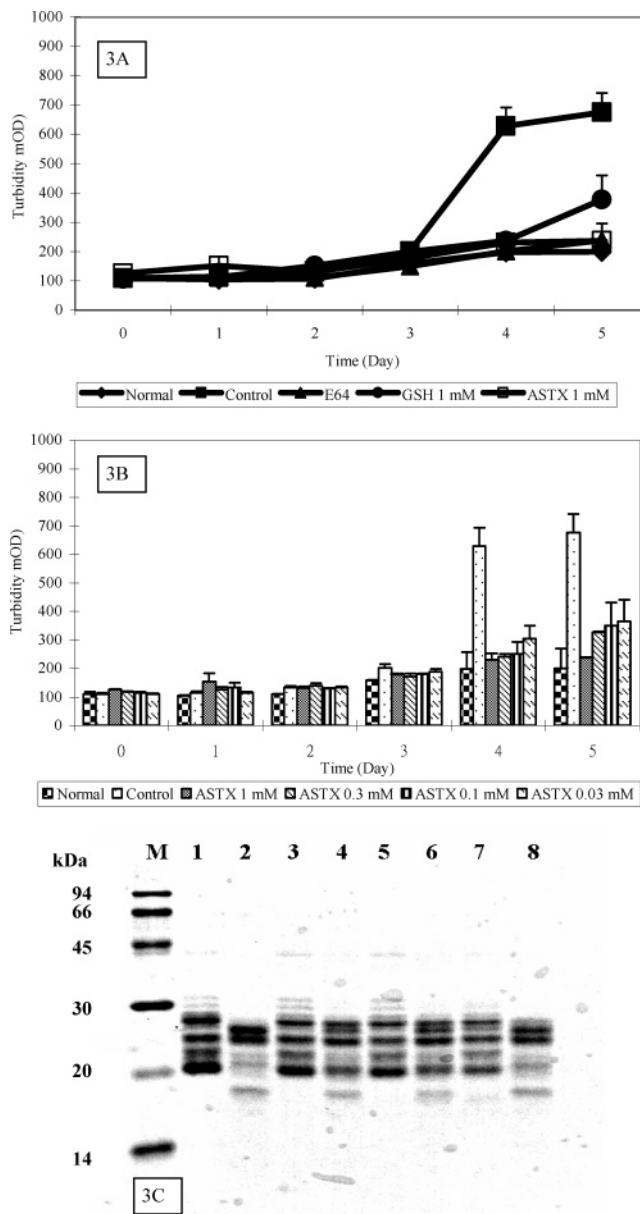 3A
Turbidity mOD
1000
900
800
700
600
500
400
300
200
100
0
0 1 2 3 4 5
Time (Day)
Normal Control E64 GSH 1 mM ASTX 1 mM
3B
Turbidity mOD
1000
900
800
700
600
500
400
300
200
100
0
0 1 2 3 4 5
Time (Day)
Normal Control ASTX 1 mM ASTX 0.3 mM ASTX 0.1 mM ASTX 0.03 mM
kDa M 1 2 3 4 5 6 7 8
94
66
45
30
20
14
3C